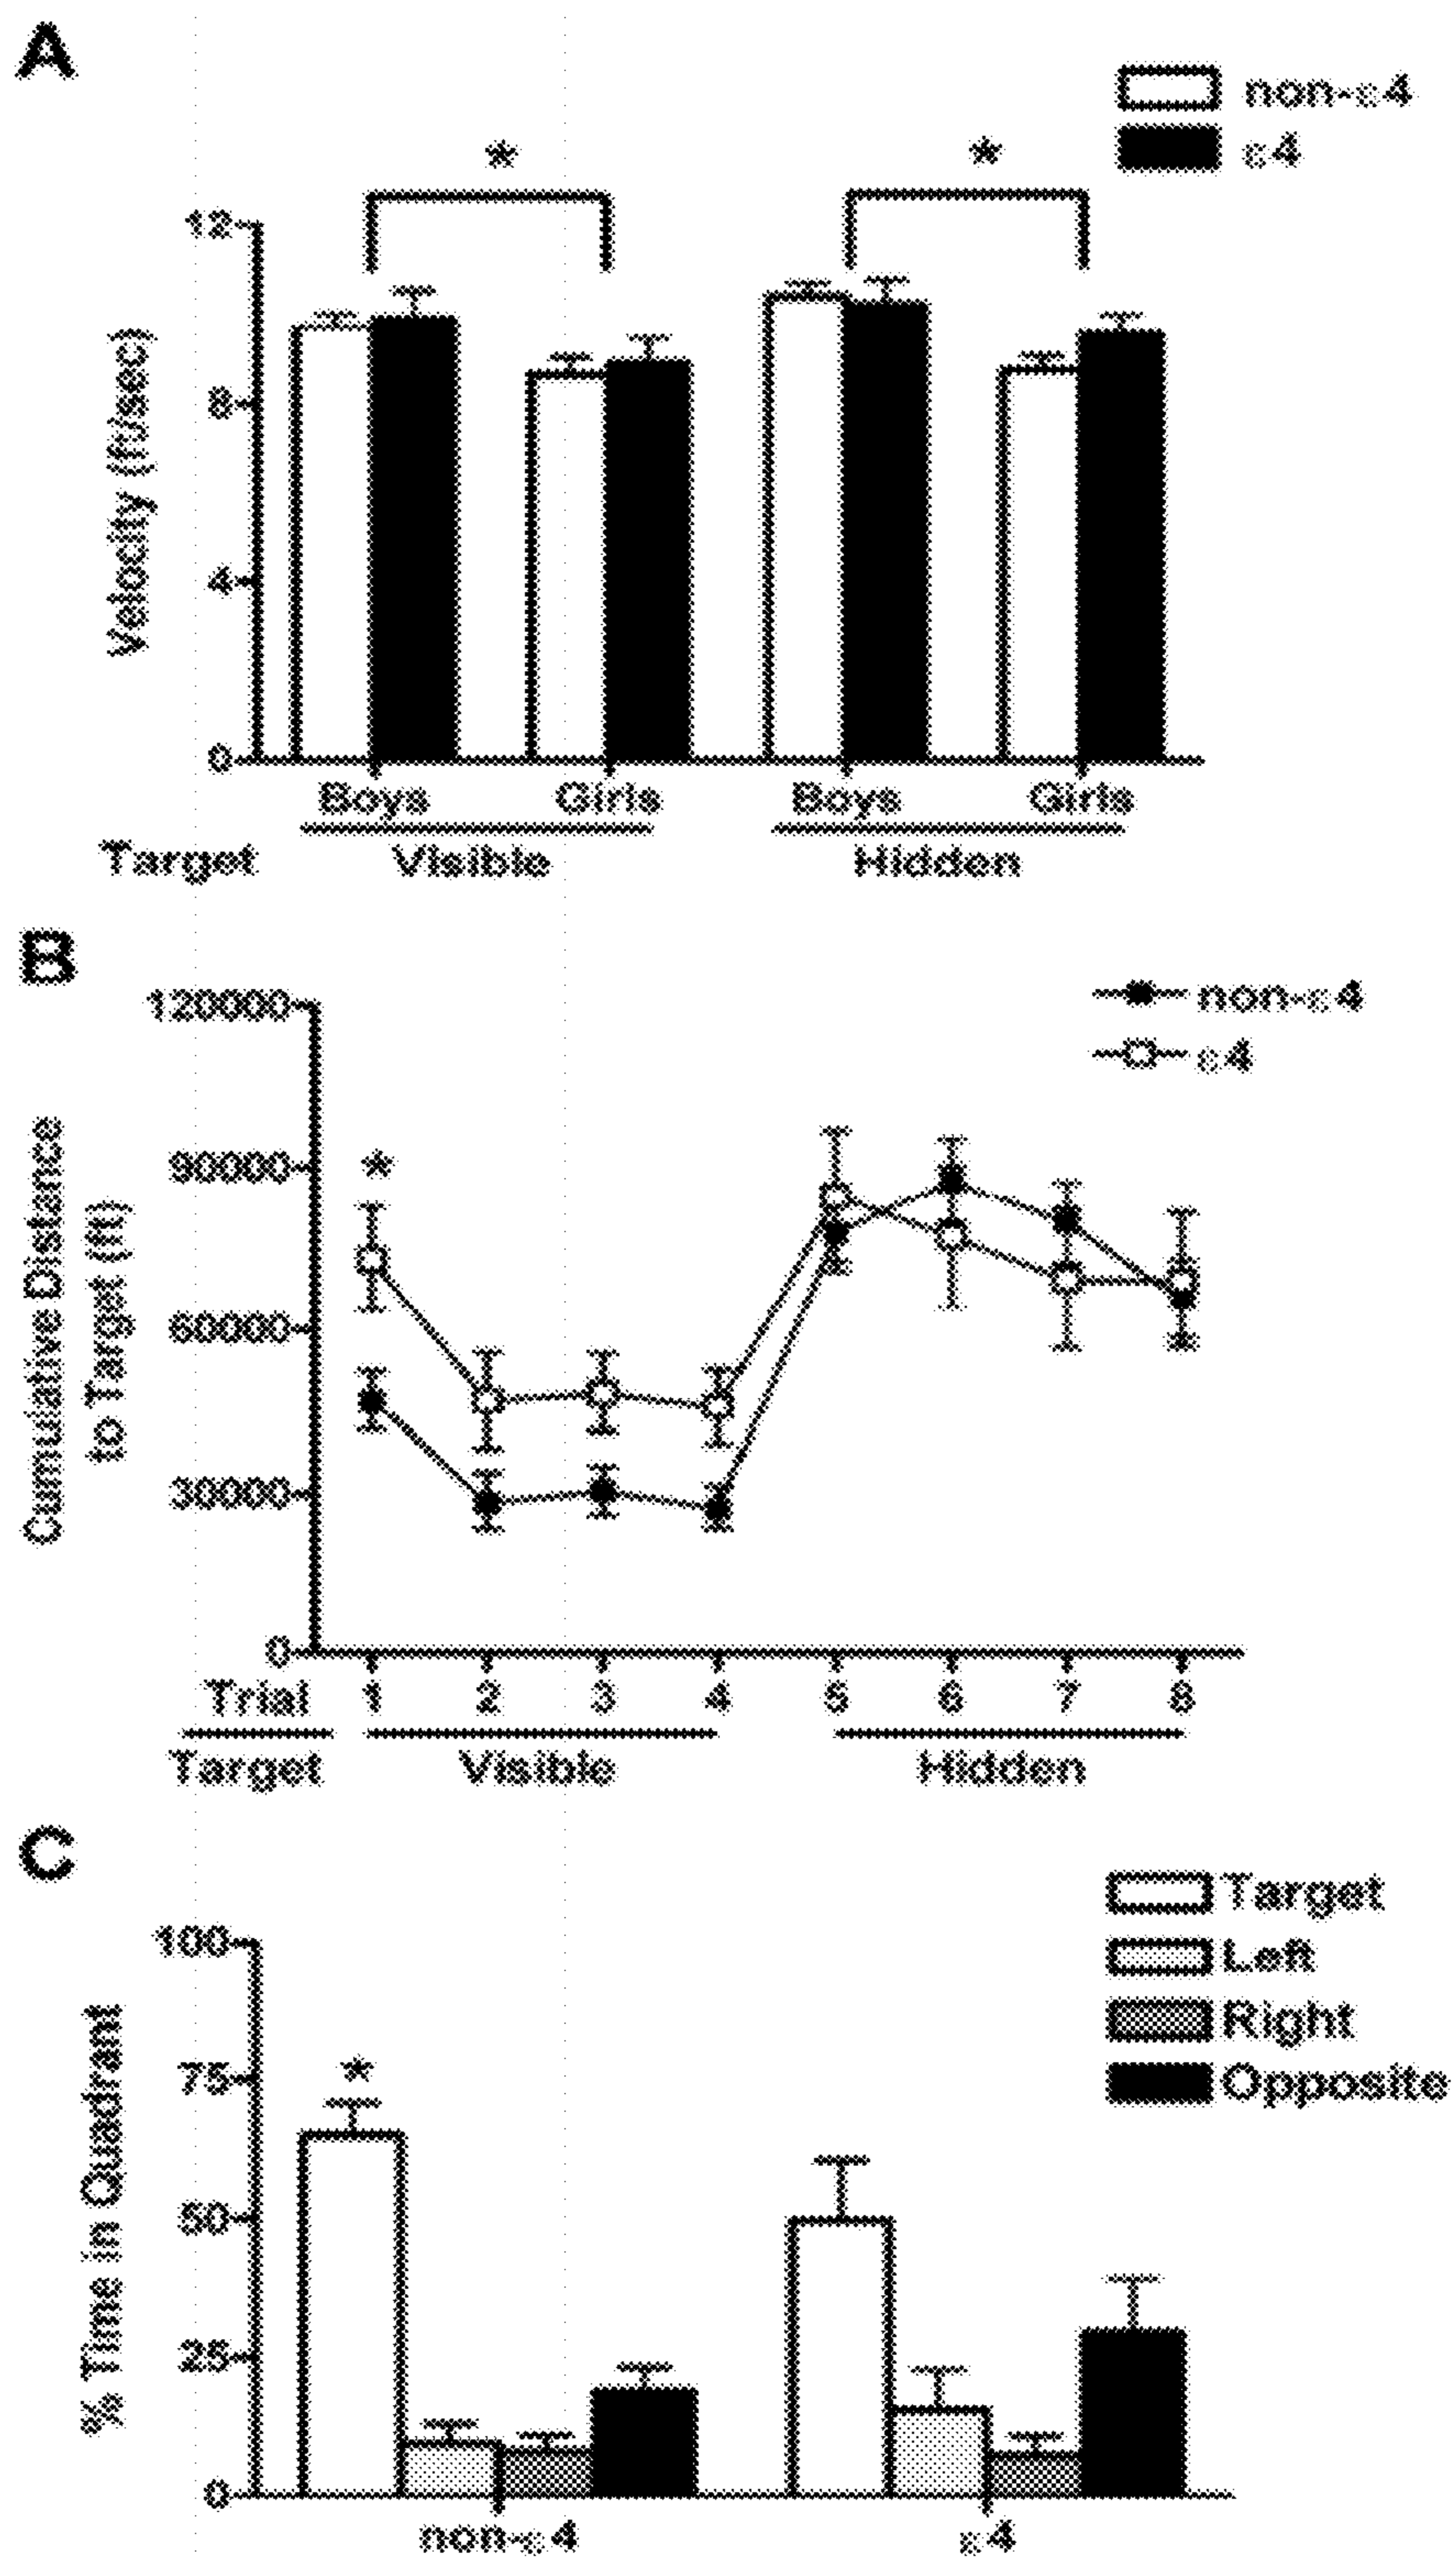 A
non-ε4
ε4
* *
12
8
4
0
Velocity (ft/sec)
Boys Girls Boys Girls
Target Visible Hidden
B
non-ε4
ε4
120000
90000
60000
30000
0
*
Cumulative Distance
to Target (ft)
Trial 1 2 3 4 5 6 7 8
Target Visible Hidden
C
Target
Left
Right
Opposite
100
75
50
25
0
*
% Time in Quadrant
non-ε4 ε4